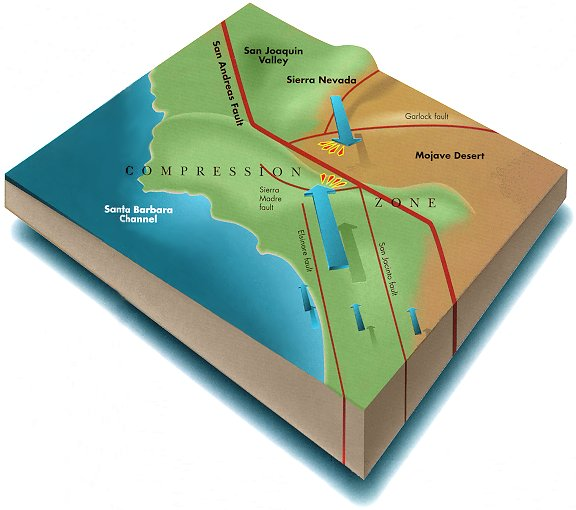 San Joaquin
Valley
San Andreas Fault
Sierra Nevada
Garlock fault
Mojave Desert
COMPRESSION
ZONE
Sierra
Madre
fault
Santa Barbara
Channel
Elsinore fault
San Jacinto fault